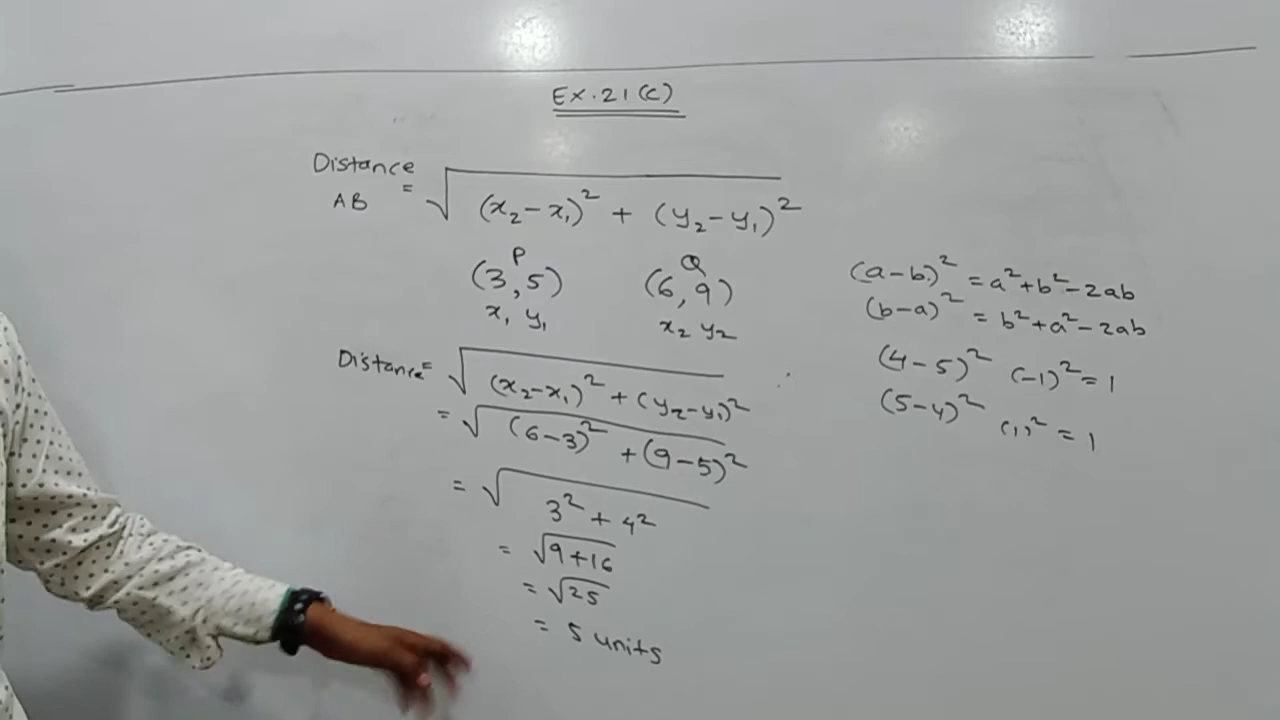 Ex.21(C)
Distance AB = √(x₂-x₁)² + (y₂-y₁)²
P Q
(3,5) (6,9)
x₁ y₁ x₂ y₂
Distance = √(x₂-x₁)² + (y₂-y₁)²
= √(6-3)² + (9-5)²
= √3² + 4²
= √9+16
= √25
= 5 units
(a-b)² = a²+b²-2ab
(b-a)² = b²+a²-2ab
(4-5)² (-1)² = 1
(5-4)² (1)² = 1